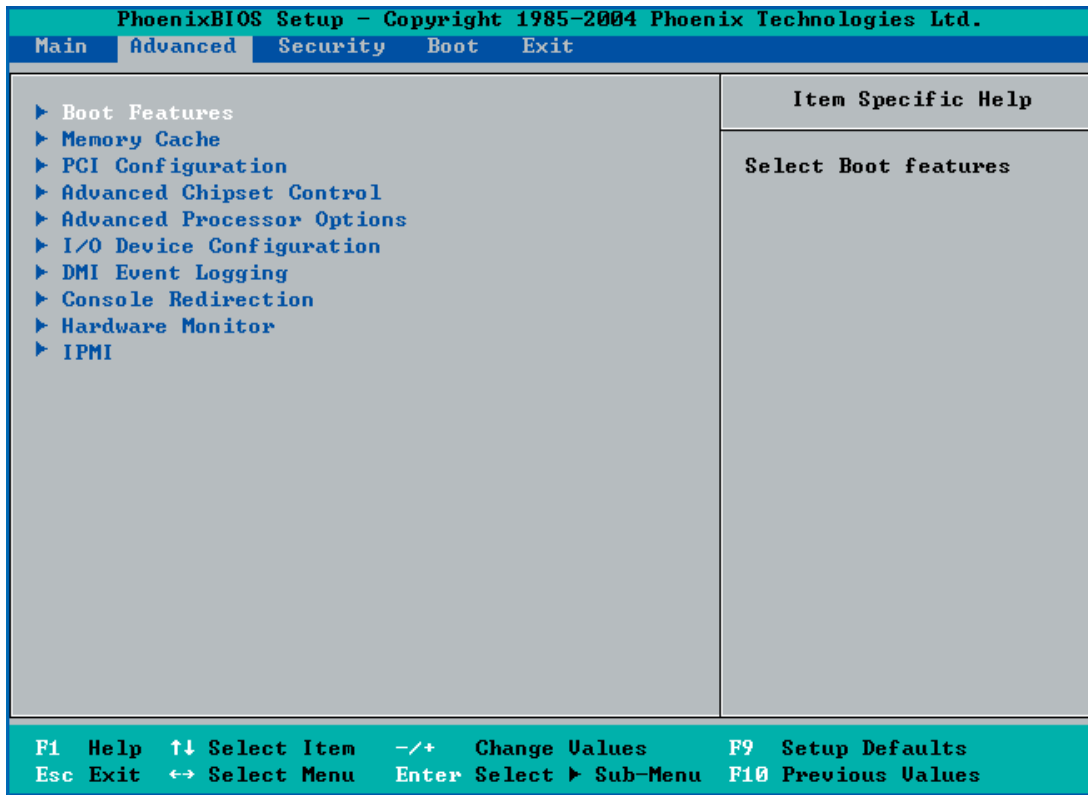 PhoenixBIOS Setup – Copyright 1985-2004 Phoenix Technologies Ltd.
Main Advanced Security Boot Exit
▶ Boot Features
▶ Memory Cache
▶ PCI Configuration
▶ Advanced Chipset Control
▶ Advanced Processor Options
▶ I/O Device Configuration
▶ DMI Event Logging
▶ Console Redirection
▶ Hardware Monitor
▶ IPMI
Item Specific Help
Select Boot features
F1 Help ↑↓ Select Item -/+ Change Values F9 Setup Defaults
Esc Exit ↔ Select Menu Enter Select ▶ Sub-Menu F10 Previous Values